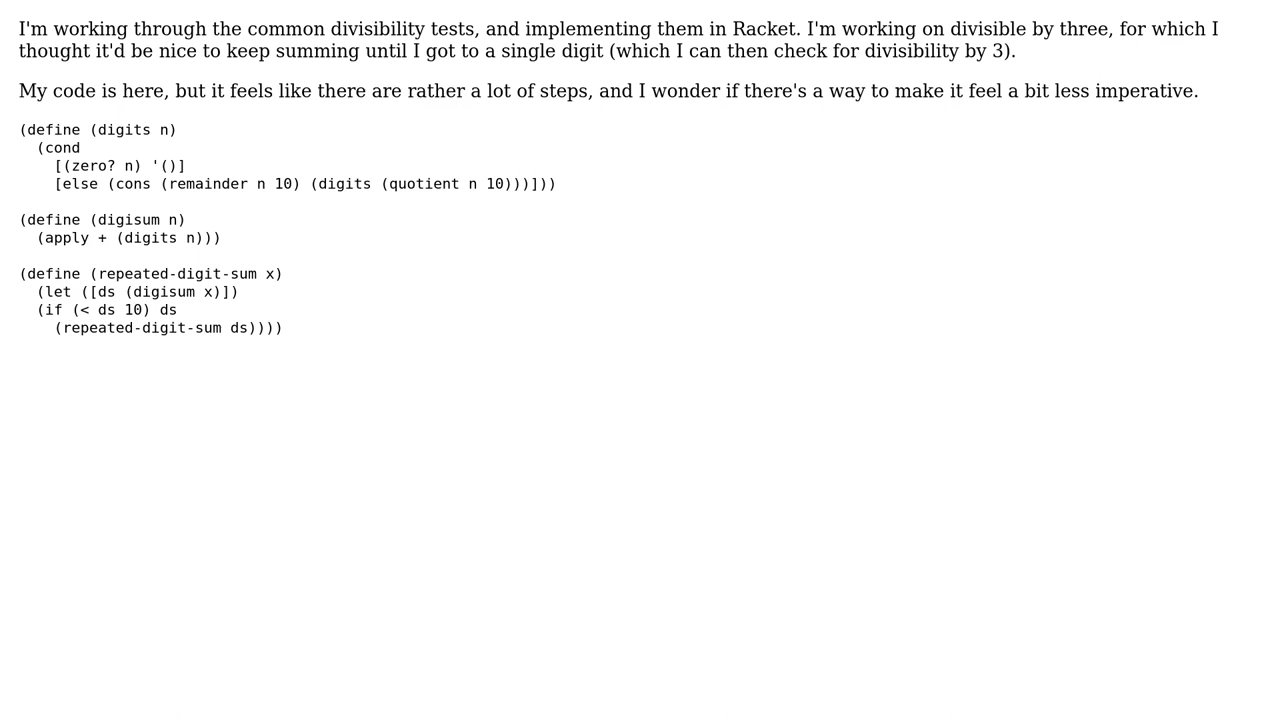 I'm working through the common divisibility tests, and implementing them in Racket. I'm working on divisible by three, for which I
thought it'd be nice to keep summing until I got to a single digit (which I can then check for divisibility by 3).
My code is here, but it feels like there are rather a lot of steps, and I wonder if there's a way to make it feel a bit less imperative.
(define (digits n)
  (cond
    [(zero? n) '()]
    [else (cons (remainder n 10) (digits (quotient n 10)))]))
(define (digisum n)
  (apply + (digits n)))
(define (repeated-digit-sum x)
  (let ([ds (digisum x)])
  (if (< ds 10) ds
    (repeated-digit-sum ds))))